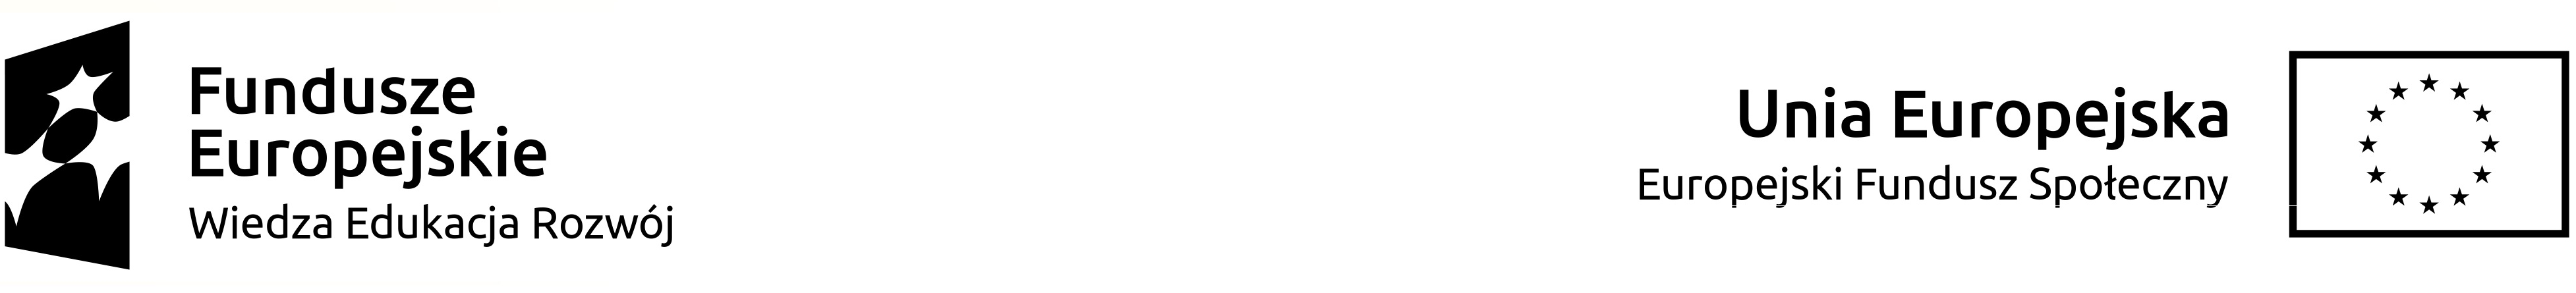 Fundusze
Europejskie
Wiedza Edukacja Rozwój
Unia Europejska
Europejski Fundusz Społeczny